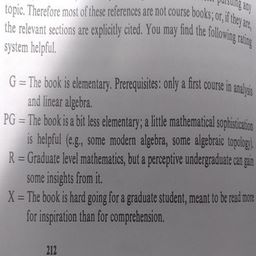 pursuing any
topic. Therefore most of these references are not course books; or, if they are,
the relevant sections are explicitly cited. You may find the following rating
system helpful.
G = The book is elementary. Prerequisites: only a first course in analysis
and linear algebra.
PG = The book is a bit less elementary; a little mathematical sophistication
is helpful (e.g., some modern algebra, some algebraic topology).
R = Graduate level mathematics, but a perceptive undergraduate can gain
some insights from it.
X = The book is hard going for a graduate student, meant to be read more
for inspiration than for comprehension.
212